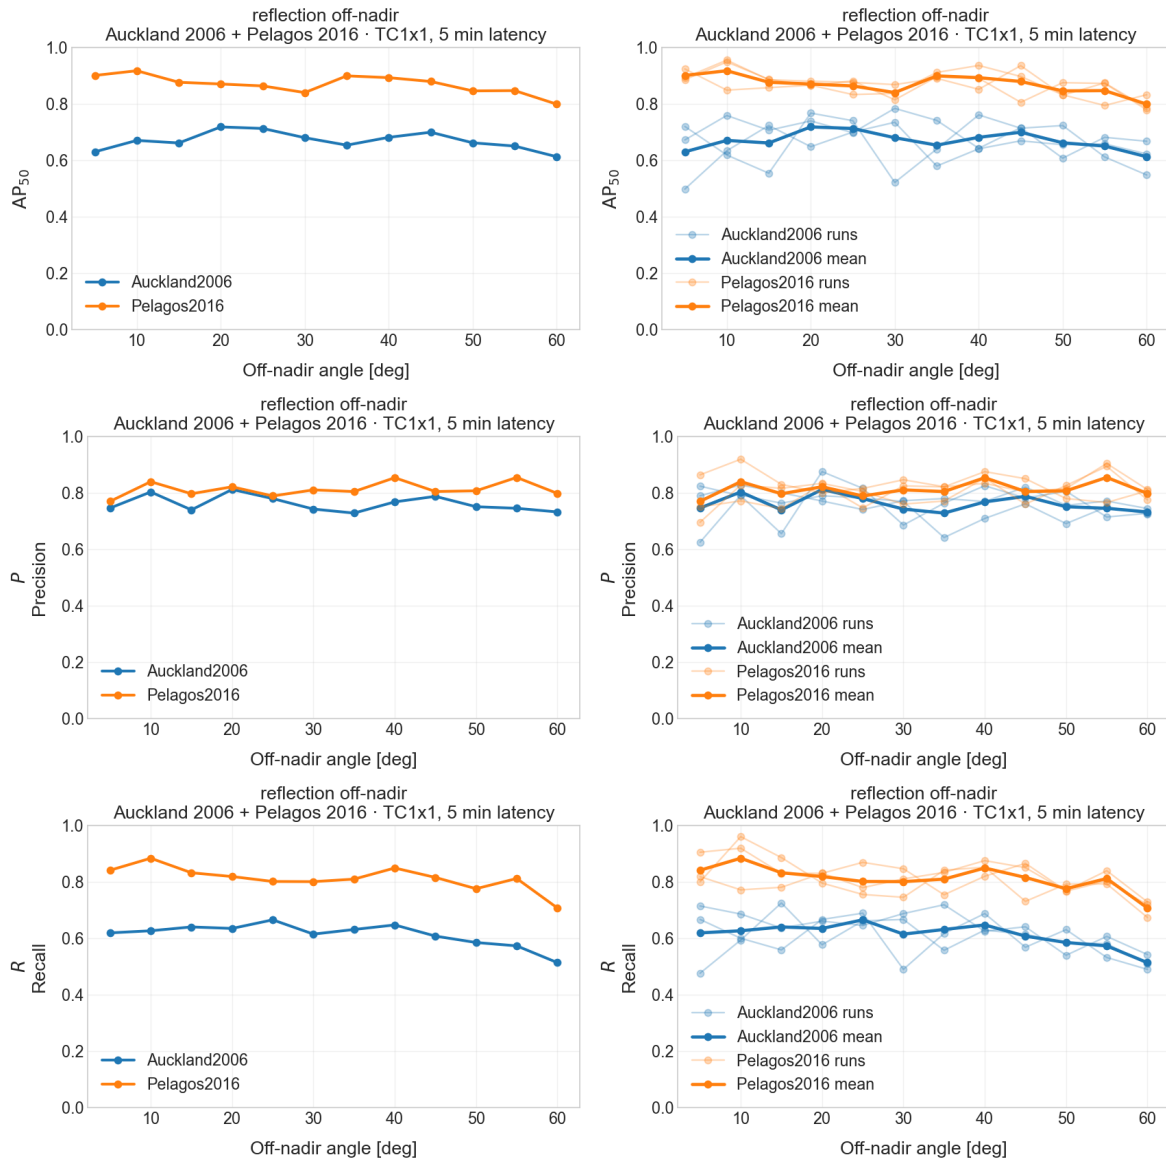 reflection off-nadir
Auckland 2006 + Pelagos 2016 · TC1x1, 5 min latency
1.0
0.8
0.6
0.4
0.2
0.0
AP50
Auckland2006
Pelagos2016
10 20 30 40 50 60
Off-nadir angle [deg]
reflection off-nadir
Auckland 2006 + Pelagos 2016 · TC1x1, 5 min latency
1.0
0.8
0.6
0.4
0.2
0.0
AP50
Auckland2006 runs
Auckland2006 mean
Pelagos2016 runs
Pelagos2016 mean
10 20 30 40 50 60
Off-nadir angle [deg]
reflection off-nadir
Auckland 2006 + Pelagos 2016 · TC1x1, 5 min latency
1.0
0.8
0.6
0.4
0.2
0.0
P
Precision
Auckland2006
Pelagos2016
10 20 30 40 50 60
Off-nadir angle [deg]
reflection off-nadir
Auckland 2006 + Pelagos 2016 · TC1x1, 5 min latency
1.0
0.8
0.6
0.4
0.2
0.0
P
Precision
Auckland2006 runs
Auckland2006 mean
Pelagos2016 runs
Pelagos2016 mean
10 20 30 40 50 60
Off-nadir angle [deg]
reflection off-nadir
Auckland 2006 + Pelagos 2016 · TC1x1, 5 min latency
1.0
0.8
0.6
0.4
0.2
0.0
R
Recall
Auckland2006
Pelagos2016
10 20 30 40 50 60
Off-nadir angle [deg]
reflection off-nadir
Auckland 2006 + Pelagos 2016 · TC1x1, 5 min latency
1.0
0.8
0.6
0.4
0.2
0.0
R
Recall
Auckland2006 runs
Auckland2006 mean
Pelagos2016 runs
Pelagos2016 mean
10 20 30 40 50 60
Off-nadir angle [deg]